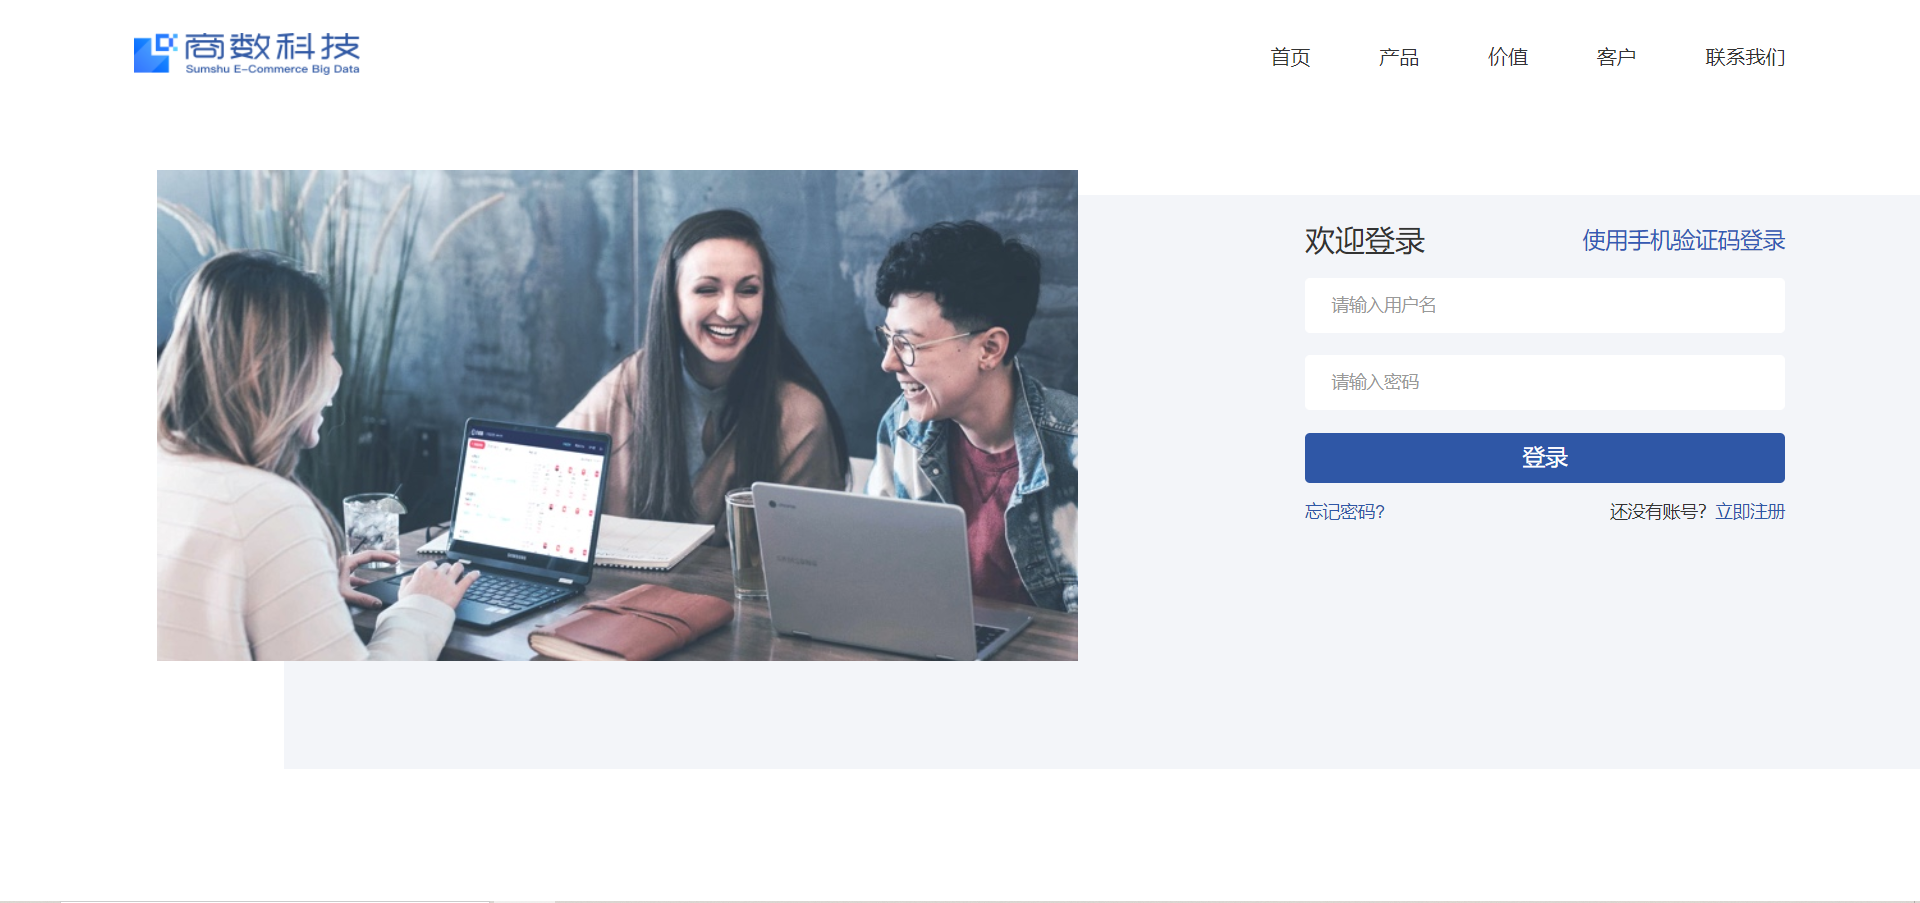 商数科技
Sumshu E-Commerce Big Data
首页
产品
价值
客户
联系我们
欢迎登录
使用手机验证码登录
请输入用户名
请输入密码
登录
忘记密码?
还没有账号? 立即注册
SAMSUNG